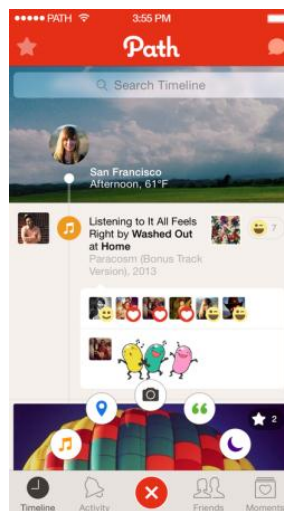 PATH
3:55 PM
Path
Search Timeline
San Francisco
Afternoon, 61°F
Listening to It All Feels
Right by Washed Out
at Home
Paracosm (Bonus Track
Version), 2013
7
2
Timeline
Activity
Friends
Moments